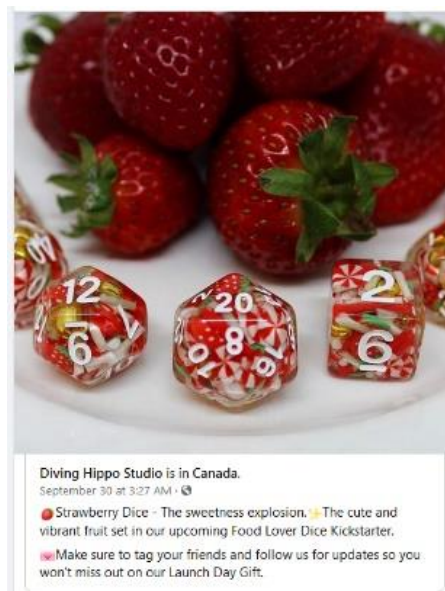 40
12
6
20
8
10
16
2
6
Diving Hippo Studio is in Canada.
September 30 at 3:27 AM ·
🍓Strawberry Dice - The sweetness explosion.✨The cute and
vibrant fruit set in our upcoming Food Lover Dice Kickstarter.
💌Make sure to tag your friends and follow us for updates so you
won't miss out on our Launch Day Gift.